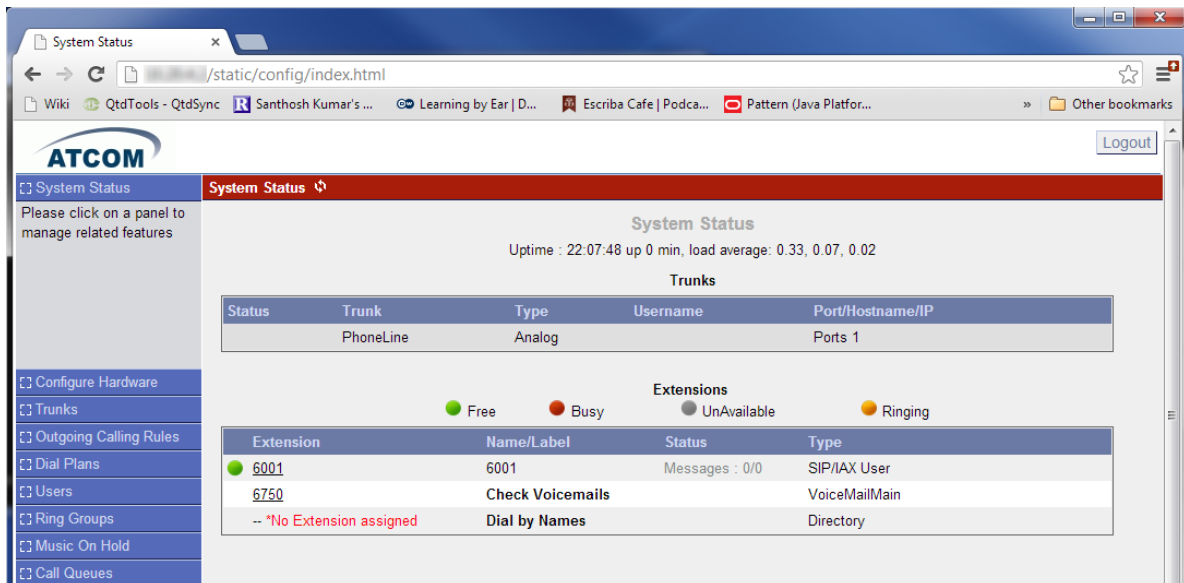 System Status
/static/config/index.html
Wiki QtdTools - QtdSync Santhosh Kumar's ... Learning by Ear | D... Escriba Cafe | Podca... Pattern (Java Platfor... » Other bookmarks
ATCOM
Logout
System Status
System Status
Please click on a panel to
manage related features
System Status
Uptime : 22:07:48 up 0 min, load average: 0.33, 0.07, 0.02
Trunks
Status Trunk Type Username Port/Hostname/IP
PhoneLine Analog Ports 1
Configure Hardware
Trunks
Outgoing Calling Rules
Dial Plans
Users
Ring Groups
Music On Hold
Call Queues
Extensions
Free Busy UnAvailable Ringing
Extension Name/Label Status Type
6001 6001 Messages : 0/0 SIP/IAX User
6750 Check Voicemails VoiceMailMain
-- *No Extension assigned Dial by Names Directory